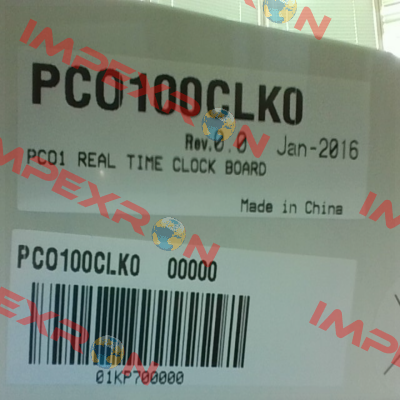 PCO100CLK0
Rev.0.0 Jan-2016
PCO1 REAL TIME CLOCK BOARD
Made in China
PCO100CLK0 00000
01KP700000
IMPEXRON
IMPEXRON
IMPEXRON
IMPEXRON